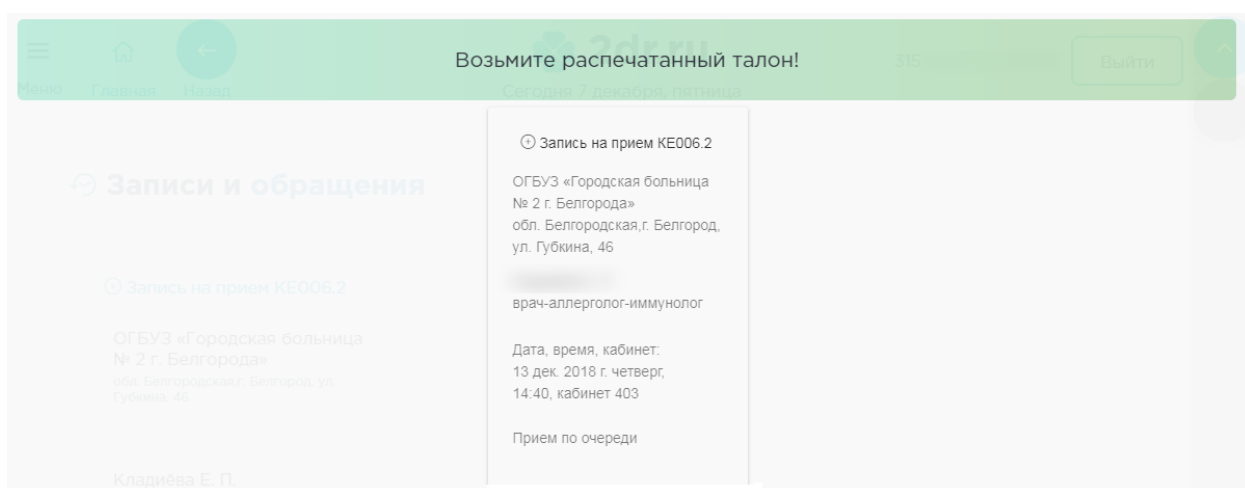 Возьмите распечатанный талон!
2dr.ru
315
Выйти
Меню
Главная
Назад
Сегодня 7 декабря, пятница
Записи и обращения
Запись на прием KE006.2
ОГБУЗ «Городская больница
№ 2 г. Белгорода»
обл. Белгородская,г. Белгород, ул.
Губкина, 46
Кладиёва Е. П.
Запись на прием KE006.2
ОГБУЗ «Городская больница
№ 2 г. Белгорода»
обл. Белгородская,г. Белгород,
ул. Губкина, 46
врач-аллерголог-иммунолог
Дата, время, кабинет:
13 дек. 2018 г. четверг,
14:40, кабинет 403
Прием по очереди